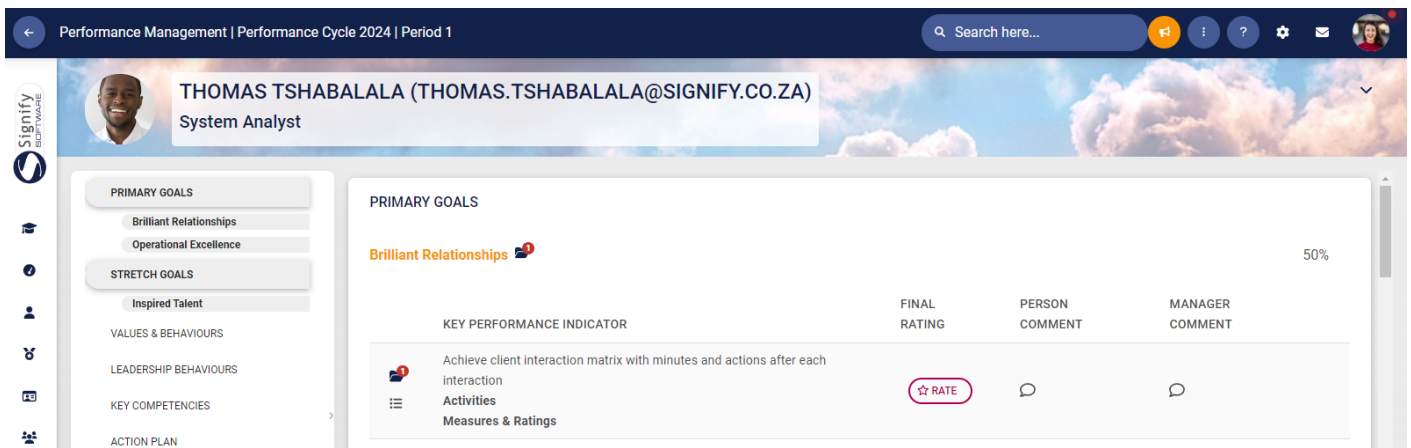 Performance Management | Performance Cycle 2024 | Period 1
Search here...
?
Signify
SOFTWARE
THOMAS TSHABALALA (THOMAS.TSHABALALA@SIGNIFY.CO.ZA)
System Analyst
PRIMARY GOALS
Brilliant Relationships
Operational Excellence
STRETCH GOALS
Inspired Talent
VALUES & BEHAVIOURS
LEADERSHIP BEHAVIOURS
KEY COMPETENCIES
ACTION PLAN
PRIMARY GOALS
Brilliant Relationships 1
50%
KEY PERFORMANCE INDICATOR
FINAL
RATING
PERSON
COMMENT
MANAGER
COMMENT
1
Achieve client interaction matrix with minutes and actions after each
interaction
Activities
Measures & Ratings
RATE